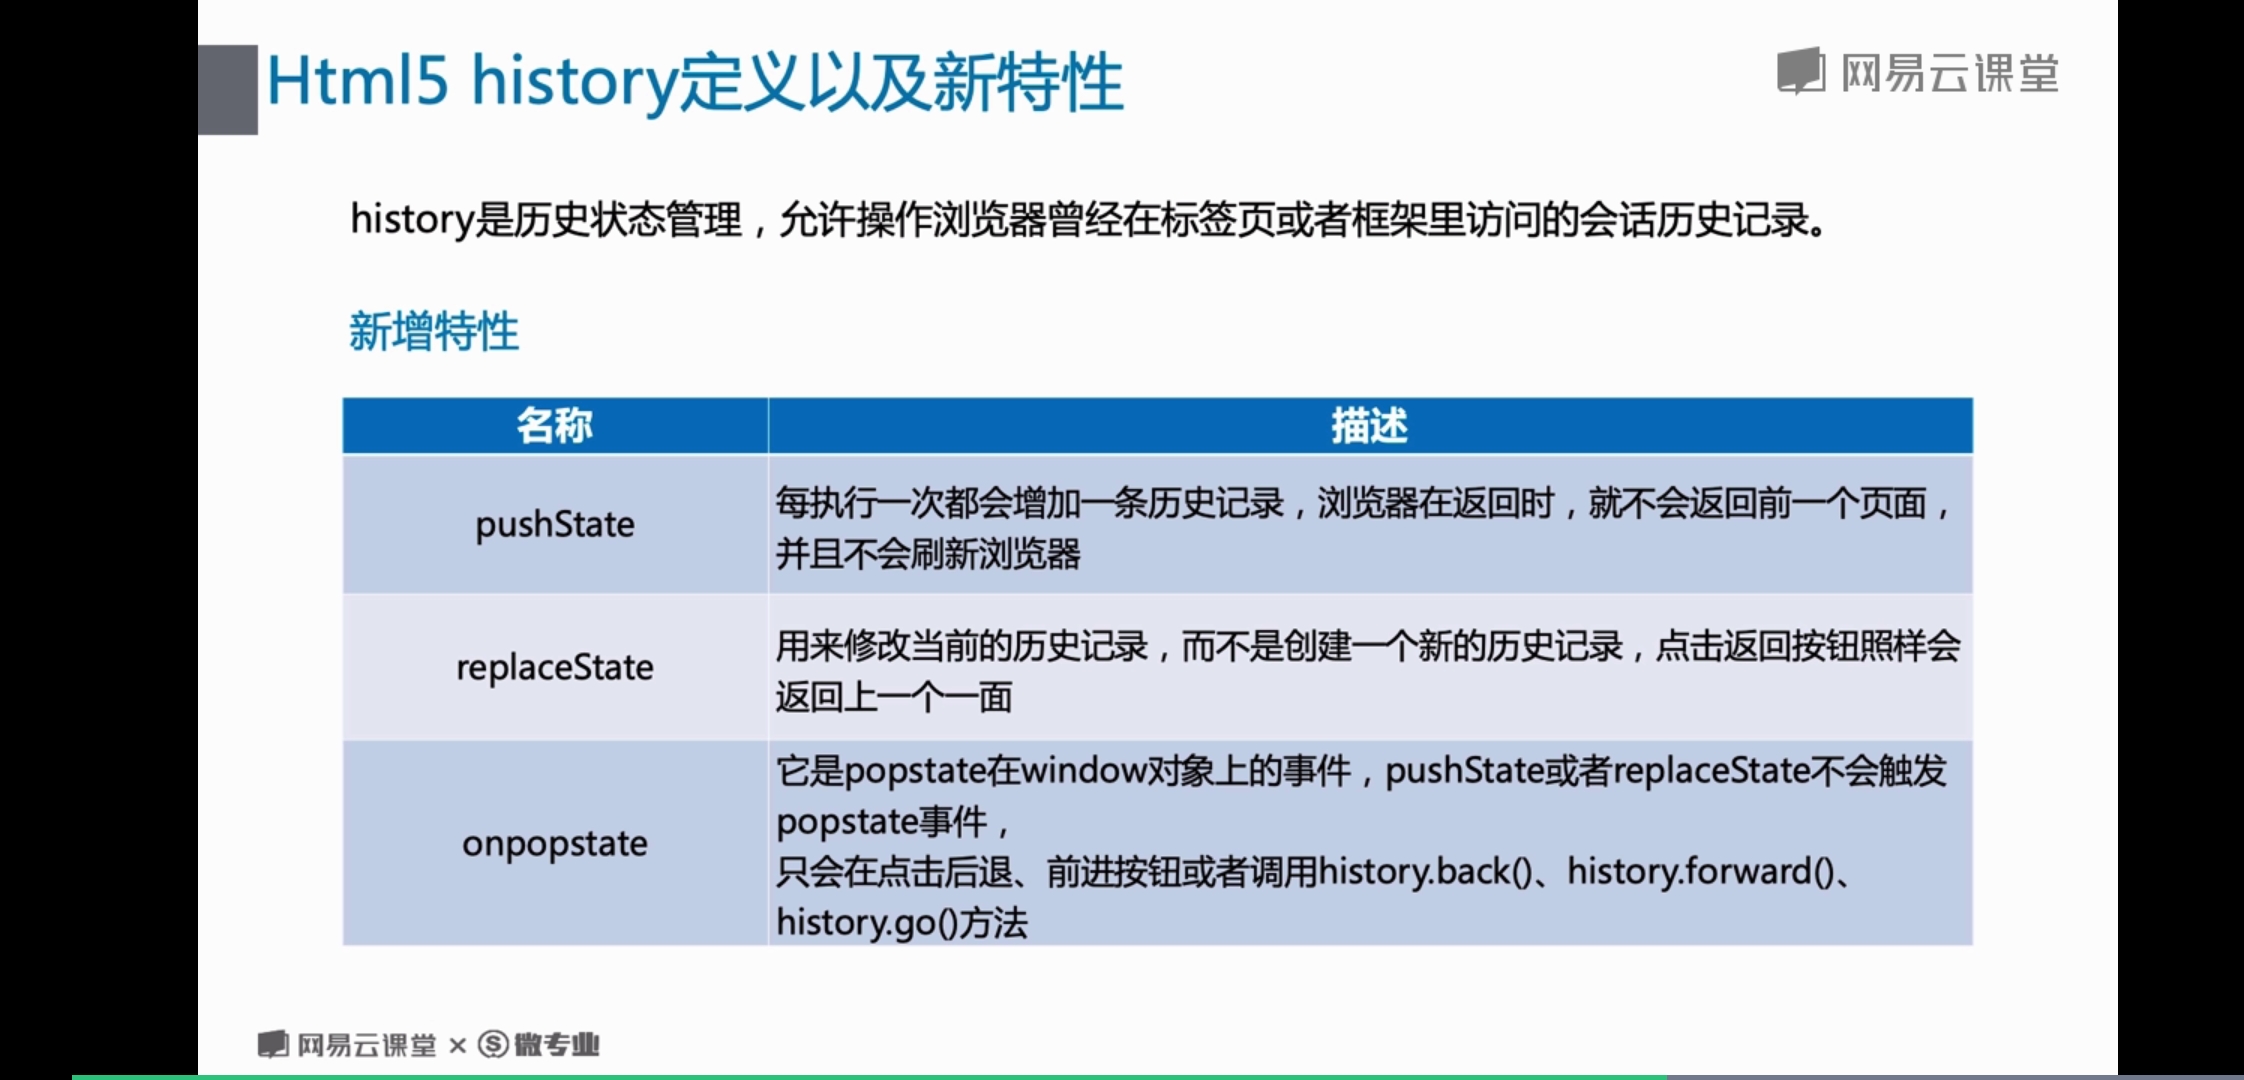 Html5 history定义以及新特性
网易云课堂
history是历史状态管理，允许操作浏览器曾经在标签页或者框架里访问的会话历史记录。
新增特性
名称
描述
pushState
每执行一次都会增加一条历史记录，浏览器在返回时，就不会返回前一个页面，
并且不会刷新浏览器
replaceState
用来修改当前的历史记录，而不是创建一个新的历史记录，点击返回按钮照样会
返回上一个一面
onpopstate
它是popstate在window对象上的事件，pushState或者replaceState不会触发
popstate事件，
只会在点击后退、前进按钮或者调用history.back()、history.forward()、
history.go()方法
网易云课堂 × S 微专业